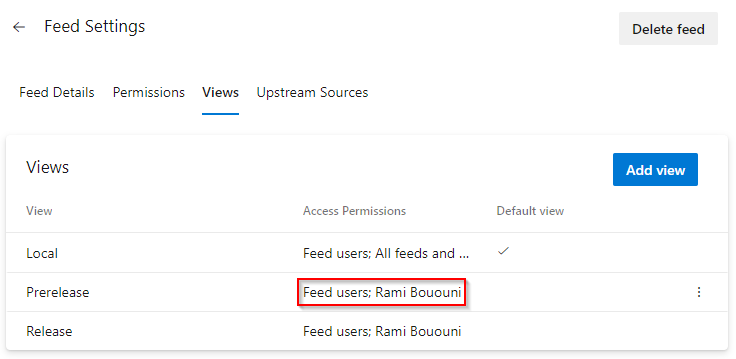 Feed Settings
Delete feed
Feed Details Permissions Views Upstream Sources
Views
Add view
View Access Permissions Default view
Local Feed users; All feeds and ...
Prerelease Feed users; Rami Bououni
Release Feed users; Rami Bououni